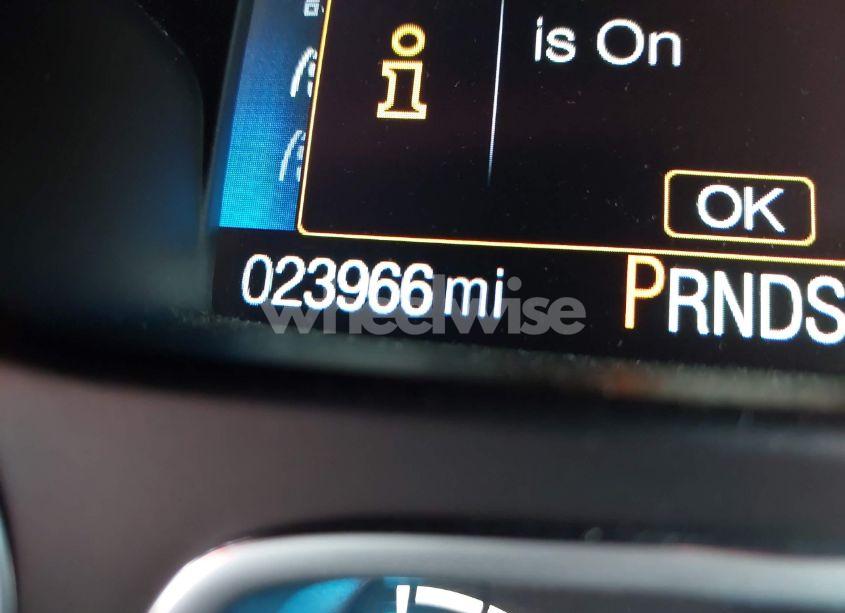 is On
OK
023966 mi
PRNDS
wheelwise